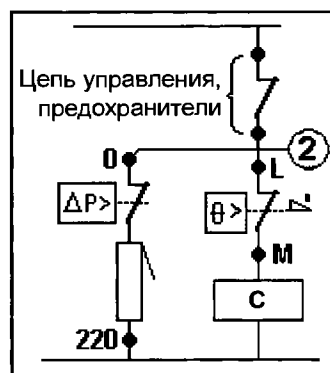 Цепь управления,
предохранители
2
0
L
ΔP>
θ>
M
C
220